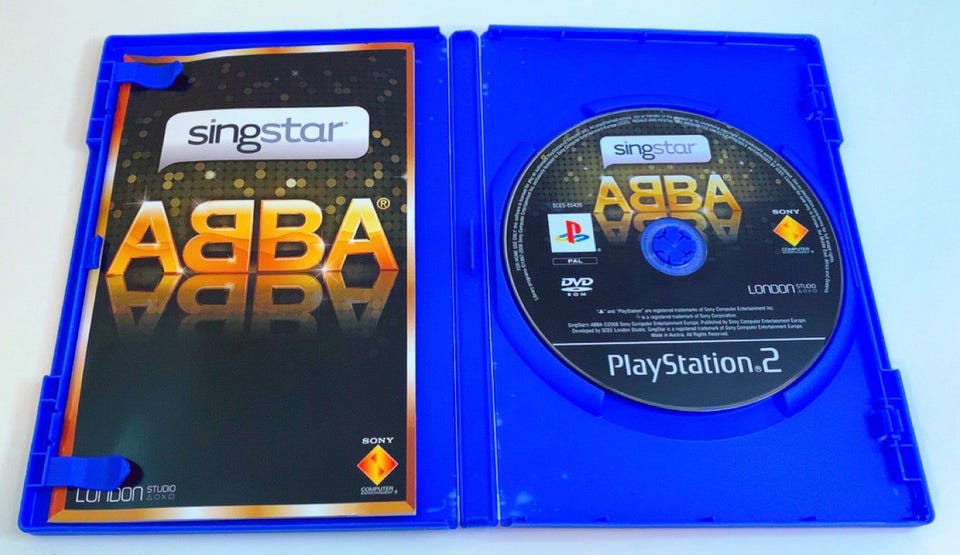 singstar
ABBA®
SONY
COMPUTER
ENTERTAINMENT®
LONDON STUDIO
singstar
ABBA
SCES-55435
PAL
DVD
ROM
SONY
COMPUTER
ENTERTAINMENT
LONDON STUDIO
and "PlayStation" are registered trademarks of Sony Computer Entertainment Inc.
is a registered trademark of Sony Corporation.
SingStar® ABBA ©2008 Sony Computer Entertainment Europe. Published by Sony Computer Entertainment Europe.
Developed by SCEE London Studio. SingStar is a registered trademark of Sony Computer Entertainment Europe.
Made in Austria. All Rights Reserved.
PlayStation®2